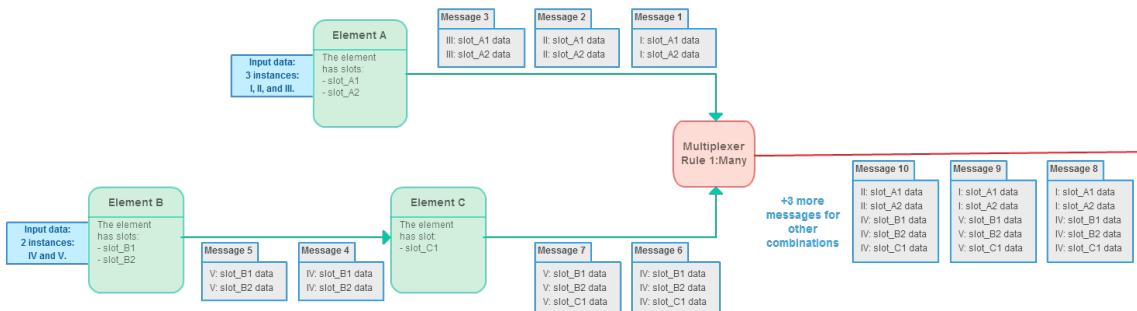 Message 3
III: slot_A1 data
III: slot_A2 data
Message 2
II: slot_A1 data
II: slot_A2 data
Message 1
I: slot_A1 data
I: slot_A2 data
Element A
The element
has slots:
- slot_A1
- slot_A2
Input data:
3 instances:
I, II, and III.
Multiplexer
Rule 1:Many
Element B
The element
has slots:
- slot_B1
- slot_B2
Input data:
2 instances:
IV and V.
Message 5
V: slot_B1 data
V: slot_B2 data
Message 4
IV: slot_B1 data
IV: slot_B2 data
Element C
The element
has slot:
- slot_C1
Message 7
V: slot_B1 data
V: slot_B2 data
V: slot_C1 data
Message 6
IV: slot_B1 data
IV: slot_B2 data
IV: slot_C1 data
+3 more
messages for
other
combinations
Message 10
II: slot_A1 data
II: slot_A2 data
IV: slot_B1 data
IV: slot_B2 data
IV: slot_C1 data
Message 9
I: slot_A1 data
I: slot_A2 data
V: slot_B1 data
V: slot_B2 data
V: slot_C1 data
Message 8
I: slot_A1 data
I: slot_A2 data
IV: slot_B1 data
IV: slot_B2 data
IV: slot_C1 data